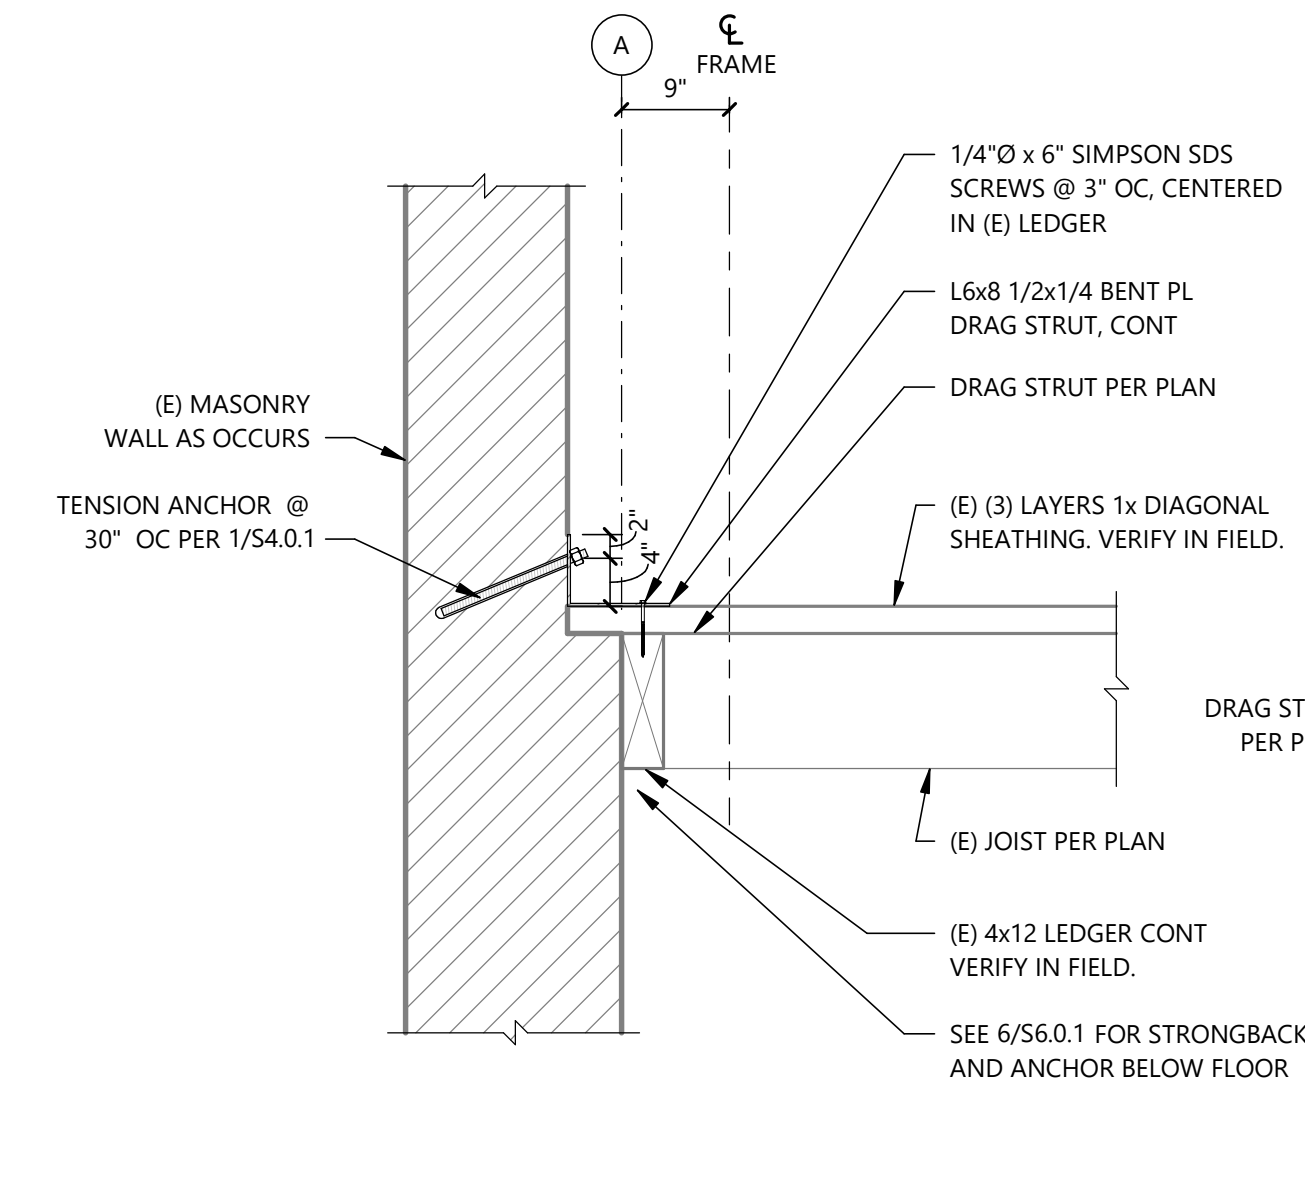 A
℄
FRAME
9"
1/4"Ø x 6" SIMPSON SDS
SCREWS @ 3" OC, CENTERED
IN (E) LEDGER
L6x8 1/2x1/4 BENT PL
DRAG STRUT, CONT
DRAG STRUT PER PLAN
(E) MASONRY
WALL AS OCCURS
TENSION ANCHOR @
30" OC PER 1/S4.0.1
2"
4"
(E) (3) LAYERS 1x DIAGONAL
SHEATHING. VERIFY IN FIELD.
DRAG ST
PER P
(E) JOIST PER PLAN
(E) 4x12 LEDGER CONT
VERIFY IN FIELD.
SEE 6/S6.0.1 FOR STRONGBACK
AND ANCHOR BELOW FLOOR